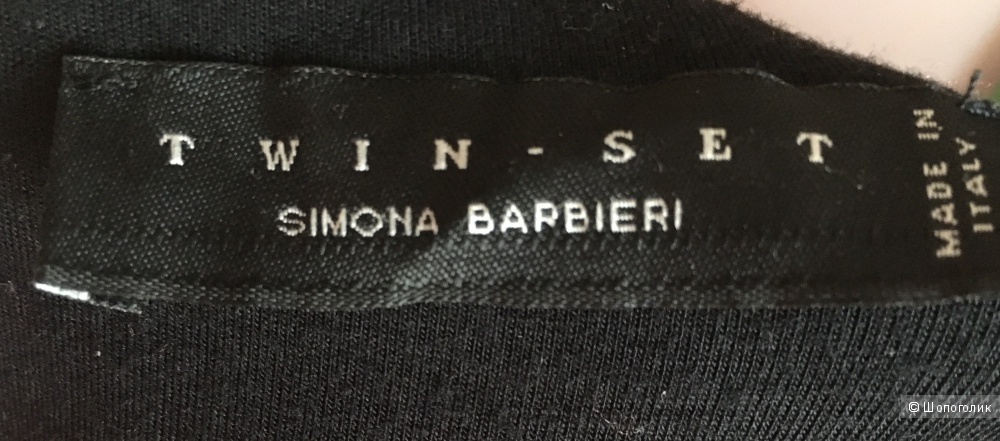 TWIN-SET
SIMONA BARBIERI
MADE IN
ITALY
© Шопоголик